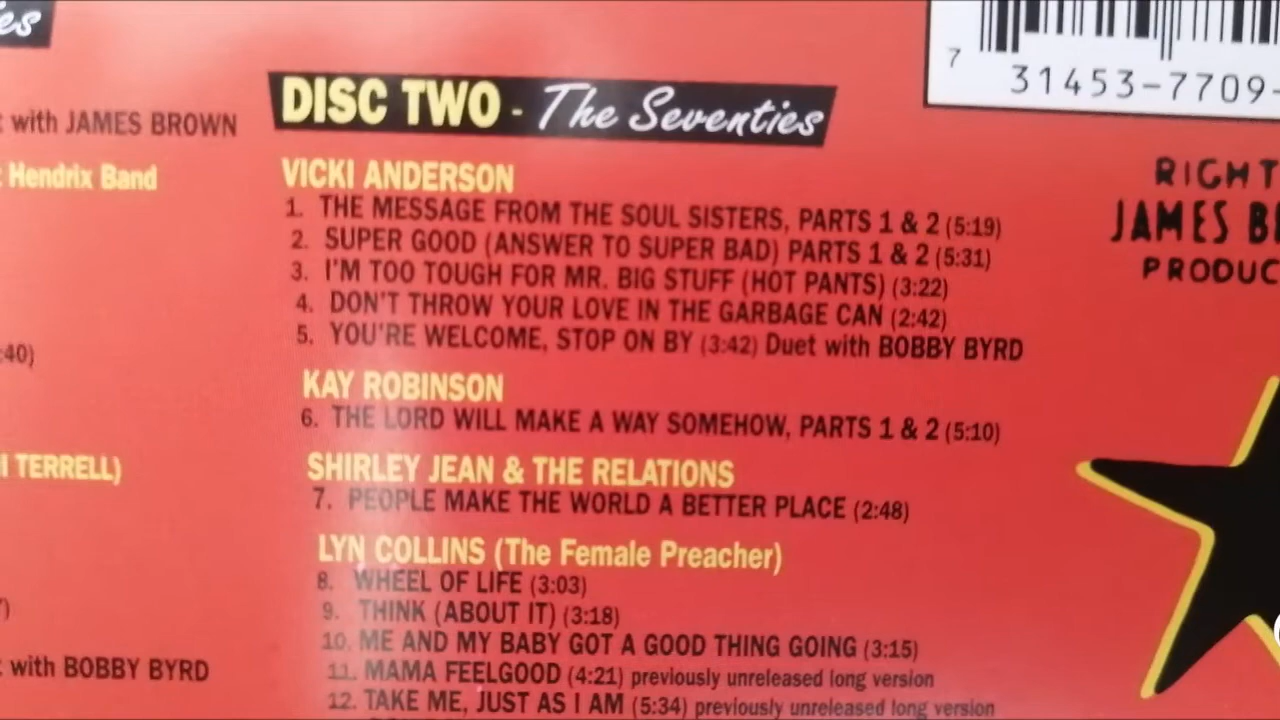 es
with JAMES BROWN
Hendrix Band
:40)
I TERRELL)
with BOBBY BYRD
DISC TWO - The Seventies
VICKI ANDERSON
1. THE MESSAGE FROM THE SOUL SISTERS, PARTS 1 & 2 (5:19)
2. SUPER GOOD (ANSWER TO SUPER BAD) PARTS 1 & 2 (5:31)
3. I'M TOO TOUGH FOR MR. BIG STUFF (HOT PANTS) (3:22)
4. DON'T THROW YOUR LOVE IN THE GARBAGE CAN (2:42)
5. YOU'RE WELCOME, STOP ON BY (3:42) Duet with BOBBY BYRD
KAY ROBINSON
6. THE LORD WILL MAKE A WAY SOMEHOW, PARTS 1 & 2 (5:10)
SHIRLEY JEAN & THE RELATIONS
7. PEOPLE MAKE THE WORLD A BETTER PLACE (2:48)
LYN COLLINS (The Female Preacher)
8. WHEEL OF LIFE (3:03)
9. THINK (ABOUT IT) (3:18)
10. ME AND MY BABY GOT A GOOD THING GOING (3:15)
11. MAMA FEELGOOD (4:21) previously unreleased long version
12. TAKE ME, JUST AS I AM (5:34) previously unreleased long version
7 31453-7709-
RIGHT
JAMES B
PRODUC